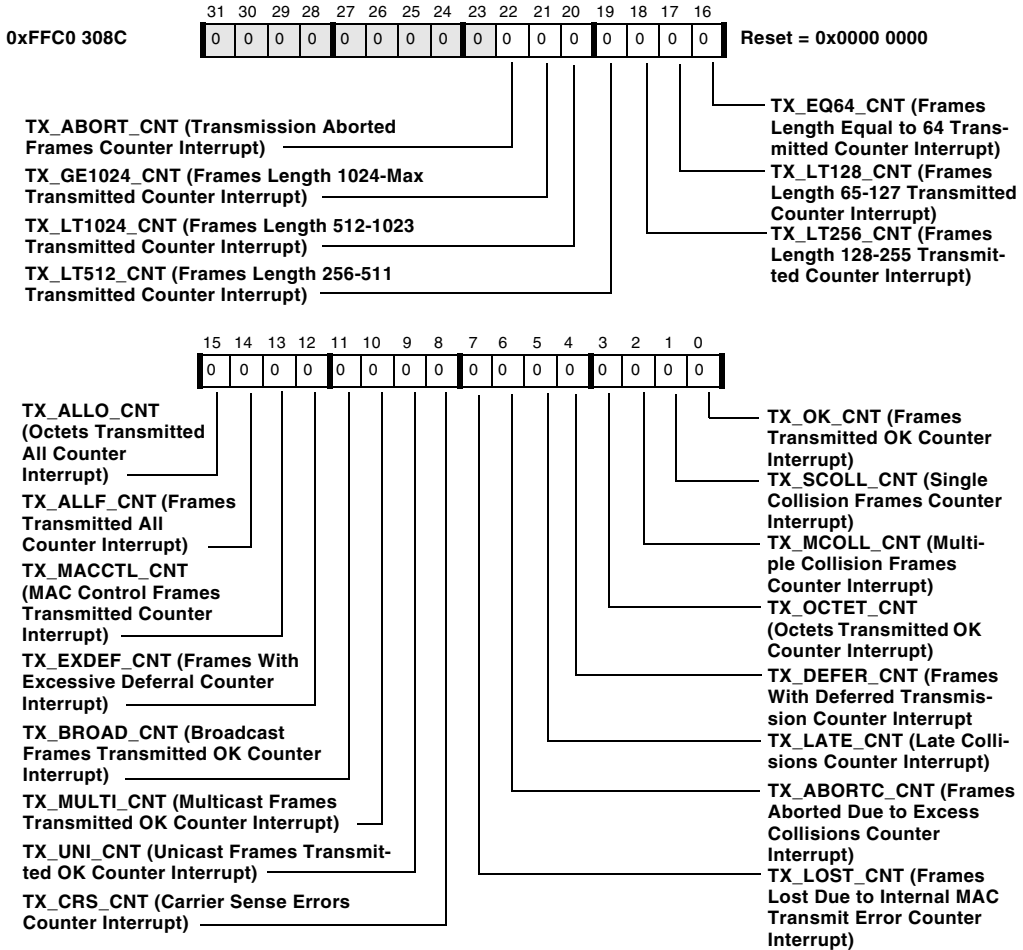 31 30 29 28 27 26 25 24 23 22 21 20 19 18 17 16
0xFFC0 308C
0 0 0 0 0 0 0 0 0 0 0 0 0 0 0 0
Reset = 0x0000 0000
TX_ABORT_CNT (Transmission Aborted
Frames Counter Interrupt)
TX_GE1024_CNT (Frames Length 1024-Max
Transmitted Counter Interrupt)
TX_LT1024_CNT (Frames Length 512-1023
Transmitted Counter Interrupt)
TX_LT512_CNT (Frames Length 256-511
Transmitted Counter Interrupt)
TX_EQ64_CNT (Frames
Length Equal to 64 Trans-
mitted Counter Interrupt)
TX_LT128_CNT (Frames
Length 65-127 Transmitted
Counter Interrupt)
TX_LT256_CNT (Frames
Length 128-255 Transmit-
ted Counter Interrupt)
15 14 13 12 11 10 9 8 7 6 5 4 3 2 1 0
0 0 0 0 0 0 0 0 0 0 0 0 0 0 0 0
TX_ALLO_CNT
(Octets Transmitted
All Counter
Interrupt)
TX_ALLF_CNT (Frames
Transmitted All
Counter Interrupt)
TX_MACCTL_CNT
(MAC Control Frames
Transmitted Counter
Interrupt)
TX_EXDEF_CNT (Frames With
Excessive Deferral Counter
Interrupt)
TX_BROAD_CNT (Broadcast
Frames Transmitted OK Counter
Interrupt)
TX_MULTI_CNT (Multicast Frames
Transmitted OK Counter Interrupt)
TX_UNI_CNT (Unicast Frames Transmit-
ted OK Counter Interrupt)
TX_CRS_CNT (Carrier Sense Errors
Counter Interrupt)
TX_OK_CNT (Frames
Transmitted OK Counter
Interrupt)
TX_SCOLL_CNT (Single
Collision Frames Counter
Interrupt)
TX_MCOLL_CNT (Multi-
ple Collision Frames
Counter Interrupt)
TX_OCTET_CNT
(Octets Transmitted OK
Counter Interrupt)
TX_DEFER_CNT (Frames
With Deferred Transmis-
sion Counter Interrupt
TX_LATE_CNT (Late Colli-
sions Counter Interrupt)
TX_ABORTC_CNT (Frames
Aborted Due to Excess
Collisions Counter
Interrupt)
TX_LOST_CNT (Frames
Lost Due to Internal MAC
Transmit Error Counter
Interrupt)